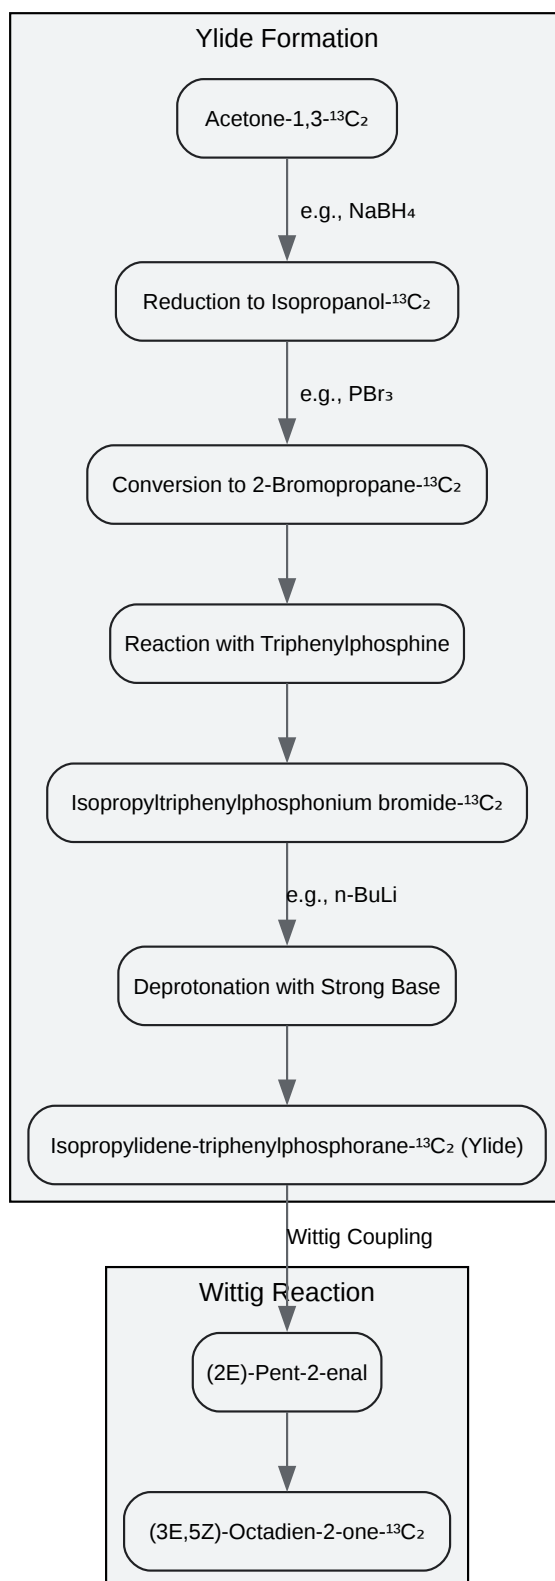 Ylide Formation
Acetone-1,3-¹³C₂
e.g., NaBH₄
Reduction to Isopropanol-¹³C₂
e.g., PBr₃
Conversion to 2-Bromopropane-¹³C₂
Reaction with Triphenylphosphine
Isopropyltriphenylphosphonium bromide-¹³C₂
e.g., n-BuLi
Deprotonation with Strong Base
Isopropylidene-triphenylphosphorane-¹³C₂ (Ylide)
Wittig Coupling
Wittig Reaction
(2E)-Pent-2-enal
(3E,5Z)-Octadien-2-one-¹³C₂